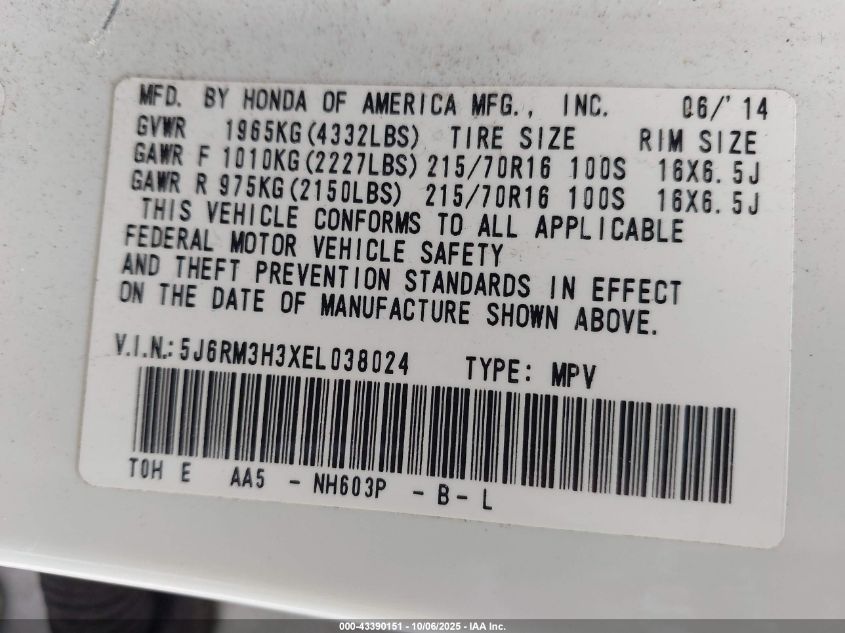 MFD. BY HONDA OF AMERICA MFG., INC. 06/'14
GVWR 1965KG(4332LBS) TIRE SIZE RIM SIZE
GAWR F 1010KG(2227LBS) 215/70R16 100S 16X6.5J
GAWR R 975KG(2150LBS) 215/70R16 100S 16X6.5J
THIS VEHICLE CONFORMS TO ALL APPLICABLE
FEDERAL MOTOR VEHICLE SAFETY
AND THEFT PREVENTION STANDARDS IN EFFECT
ON THE DATE OF MANUFACTURE SHOWN ABOVE.
V.I.N.: 5J6RM3H3XEL038024 TYPE: MPV
TOH E AA5 - NH603P - B - L
000-43390151 - 10/06/2025 - IAA Inc.